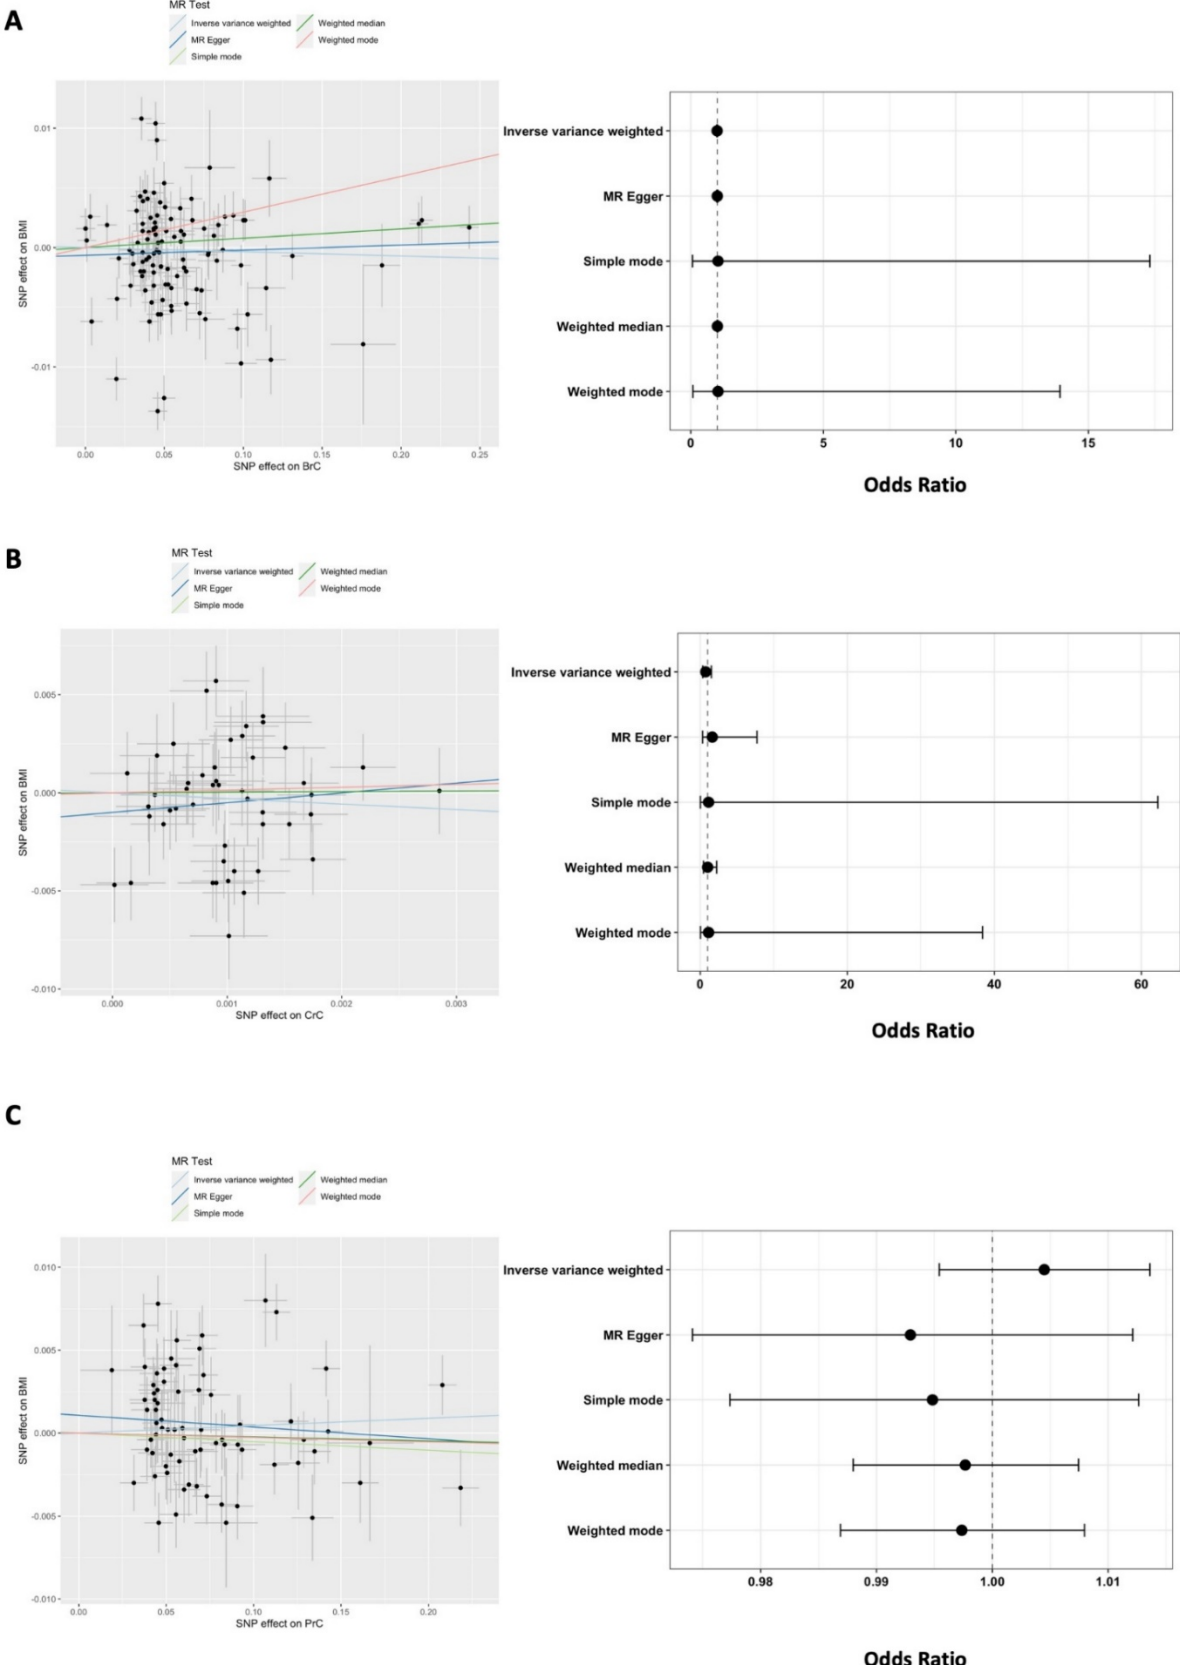 A
MR Test
Inverse variance weighted
Weighted median
MR Egger
Weighted mode
Simple mode
0.01
0.00
-0.01
SNP effect on BMI
0.00 0.05 0.10 0.15 0.20 0.25
SNP effect on BrC
Inverse variance weighted
MR Egger
Simple mode
Weighted median
Weighted mode
0 5 10 15
Odds Ratio
B
MR Test
Inverse variance weighted
Weighted median
MR Egger
Weighted mode
Simple mode
0.005
0.000
-0.005
-0.010
SNP effect on BMI
0.000 0.001 0.002 0.003
SNP effect on CrC
Inverse variance weighted
MR Egger
Simple mode
Weighted median
Weighted mode
0 20 40 60
Odds Ratio
C
MR Test
Inverse variance weighted
Weighted median
MR Egger
Weighted mode
Simple mode
0.010
0.005
0.000
-0.005
-0.010
SNP effect on BMI
0.00 0.05 0.10 0.15 0.20
SNP effect on PrC
Inverse variance weighted
MR Egger
Simple mode
Weighted median
Weighted mode
0.98 0.99 1.00 1.01
Odds Ratio